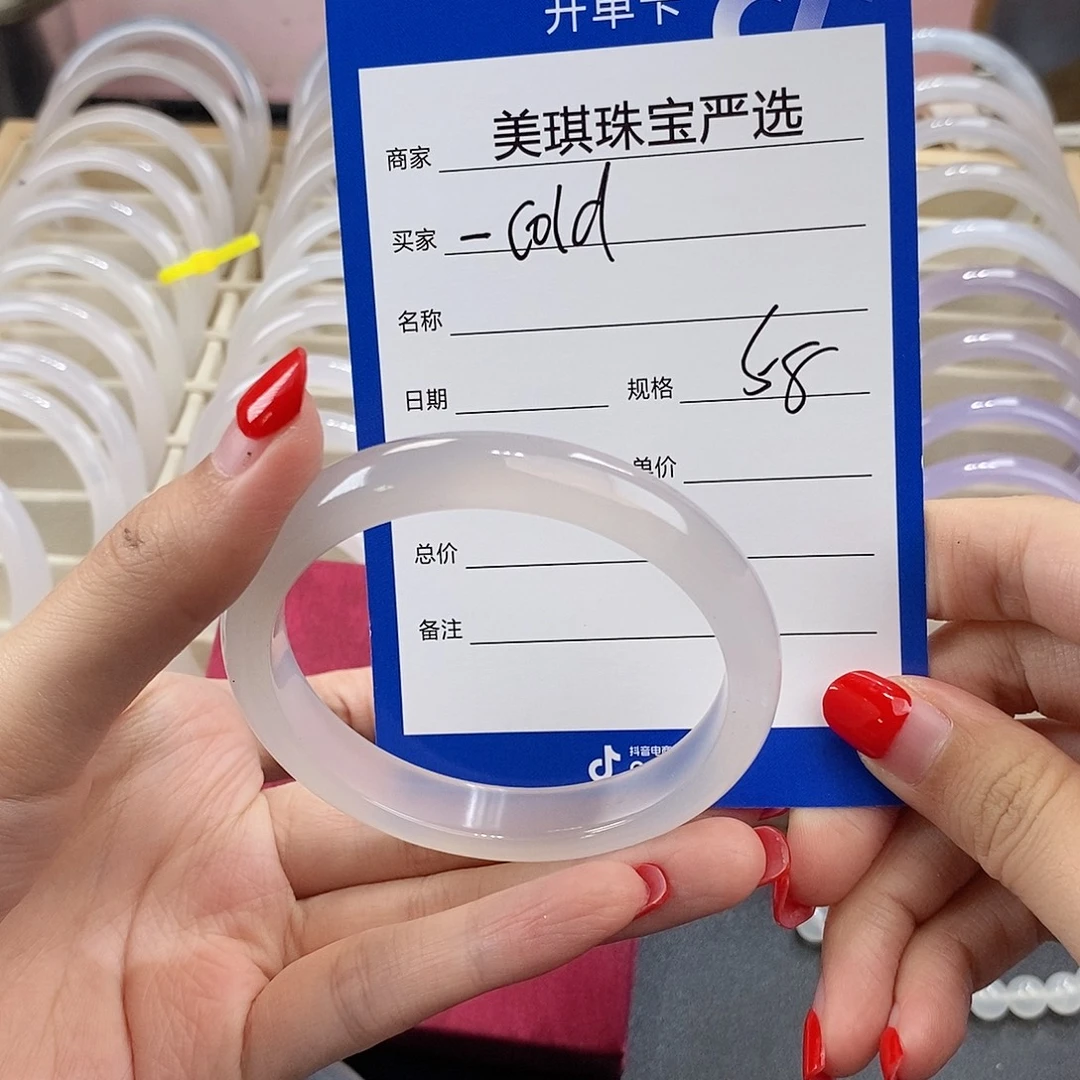 开单卡
商家 美琪珠宝严选
买家 - cold
名称
日期 规格 58
单价
总价
备注
抖音电商